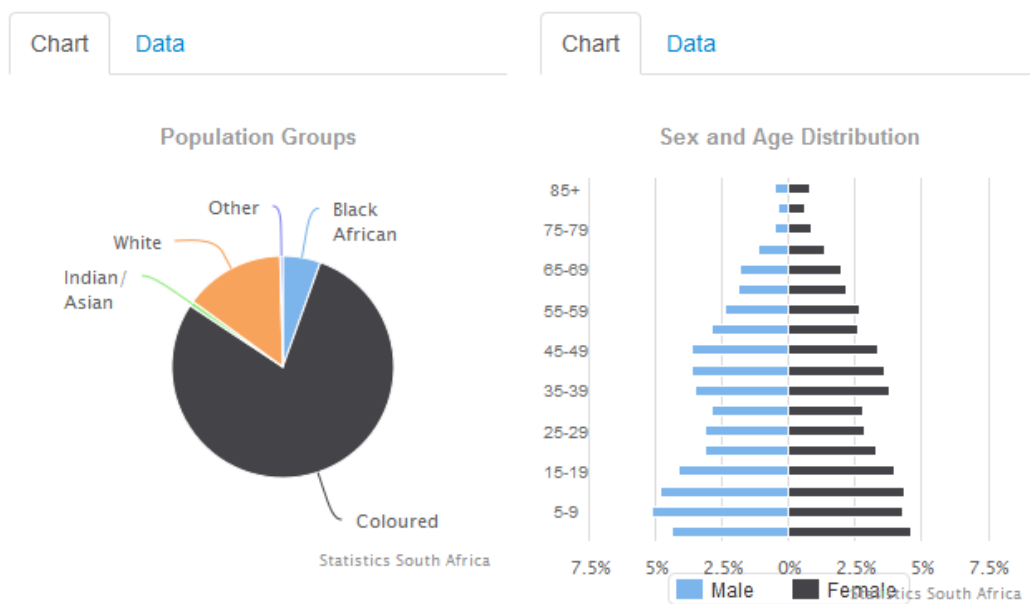 Chart Data
Population Groups
Other
Black
African
White
Indian/
Asian
Coloured
Statistics South Africa
Chart Data
Sex and Age Distribution
85+
75-79
65-69
55-59
45-49
35-39
25-29
15-19
5-9
7.5% 5% 2.5% 0% 2.5% 5% 7.5%
Male Female
Statistics South Africa